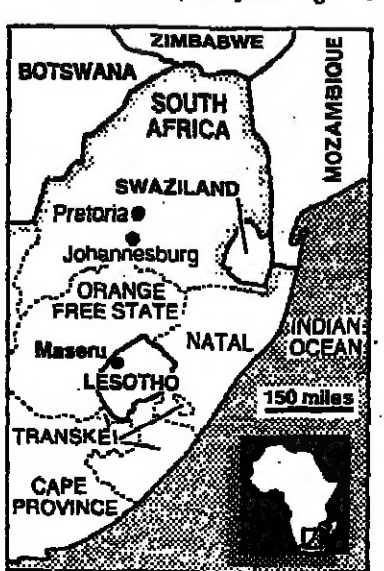 ZIMBABWE
BOTSWANA
MOZAMBIQUE
SOUTH
AFRICA
SWAZILAND
Pretoria
Johannesburg
ORANGE
FREE STATE
NATAL
INDIAN
OCEAN
Maseru
LESOTHO
150 miles
TRANSKEI
CAPE
PROVINCE